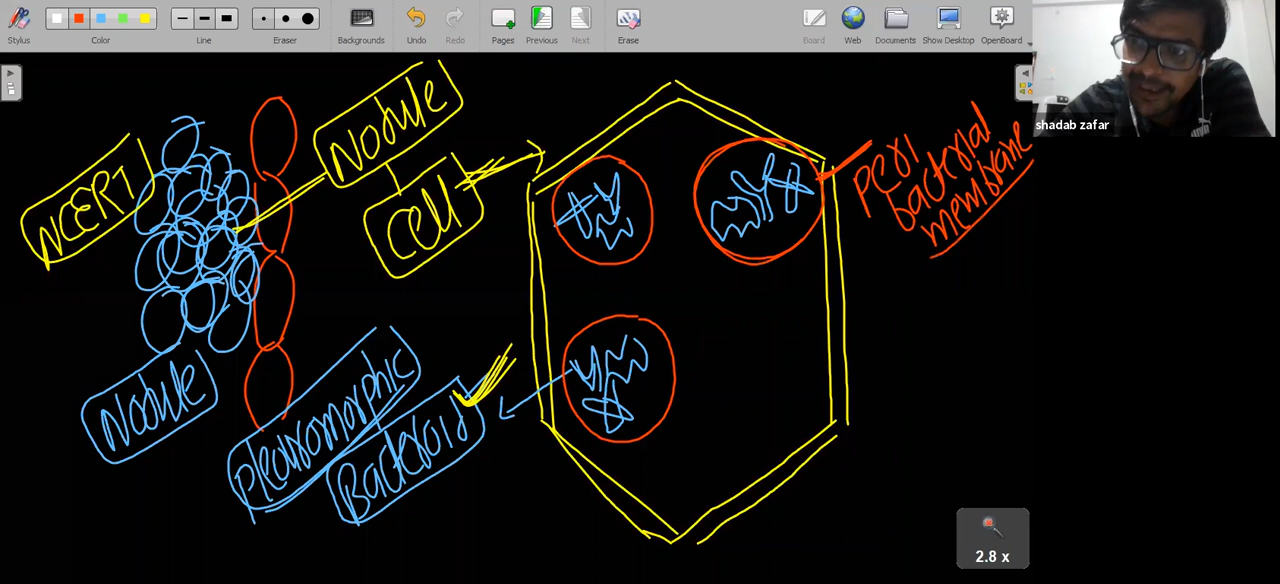 Stylus
Color
Line
Eraser
Backgrounds
Undo
Redo
Pages
Previous
Next
Erase
Board
Web
Documents
Show Desktop
OpenBoard
shadab zafar
NCERT
Nodule
Cell
Peri
bacterial
membrane
Nodule
Pleuromorphic
Bacteroid
2.8 x